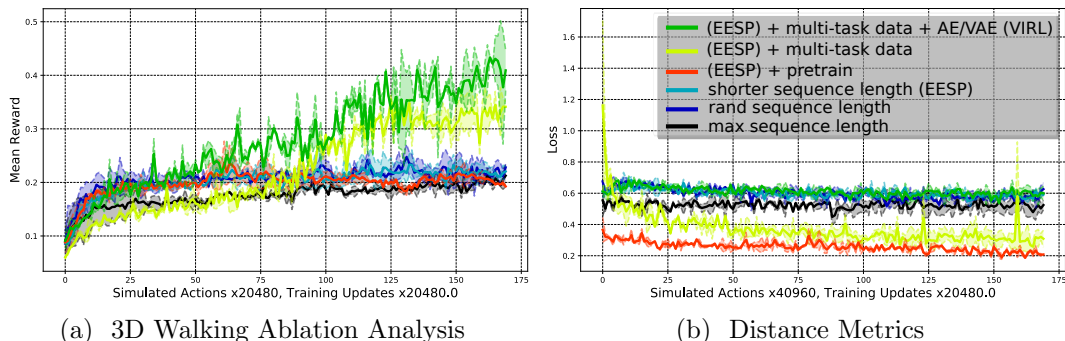 0.5
0.4
0.3
0.2
0.1
Mean Reward
0 25 50 75 100 125 150 175
Simulated Actions x20480, Training Updates x20480.0
(a) 3D Walking Ablation Analysis
1.6
1.4
1.2
1.0
0.8
0.6
0.4
0.2
Loss
(EESP) + multi-task data + AE/VAE (VIRL)
(EESP) + multi-task data
(EESP) + pretrain
shorter sequence length (EESP)
rand sequence length
max sequence length
0 25 50 75 100 125 150 175
Simulated Actions x40960, Training Updates x20480.0
(b) Distance Metrics